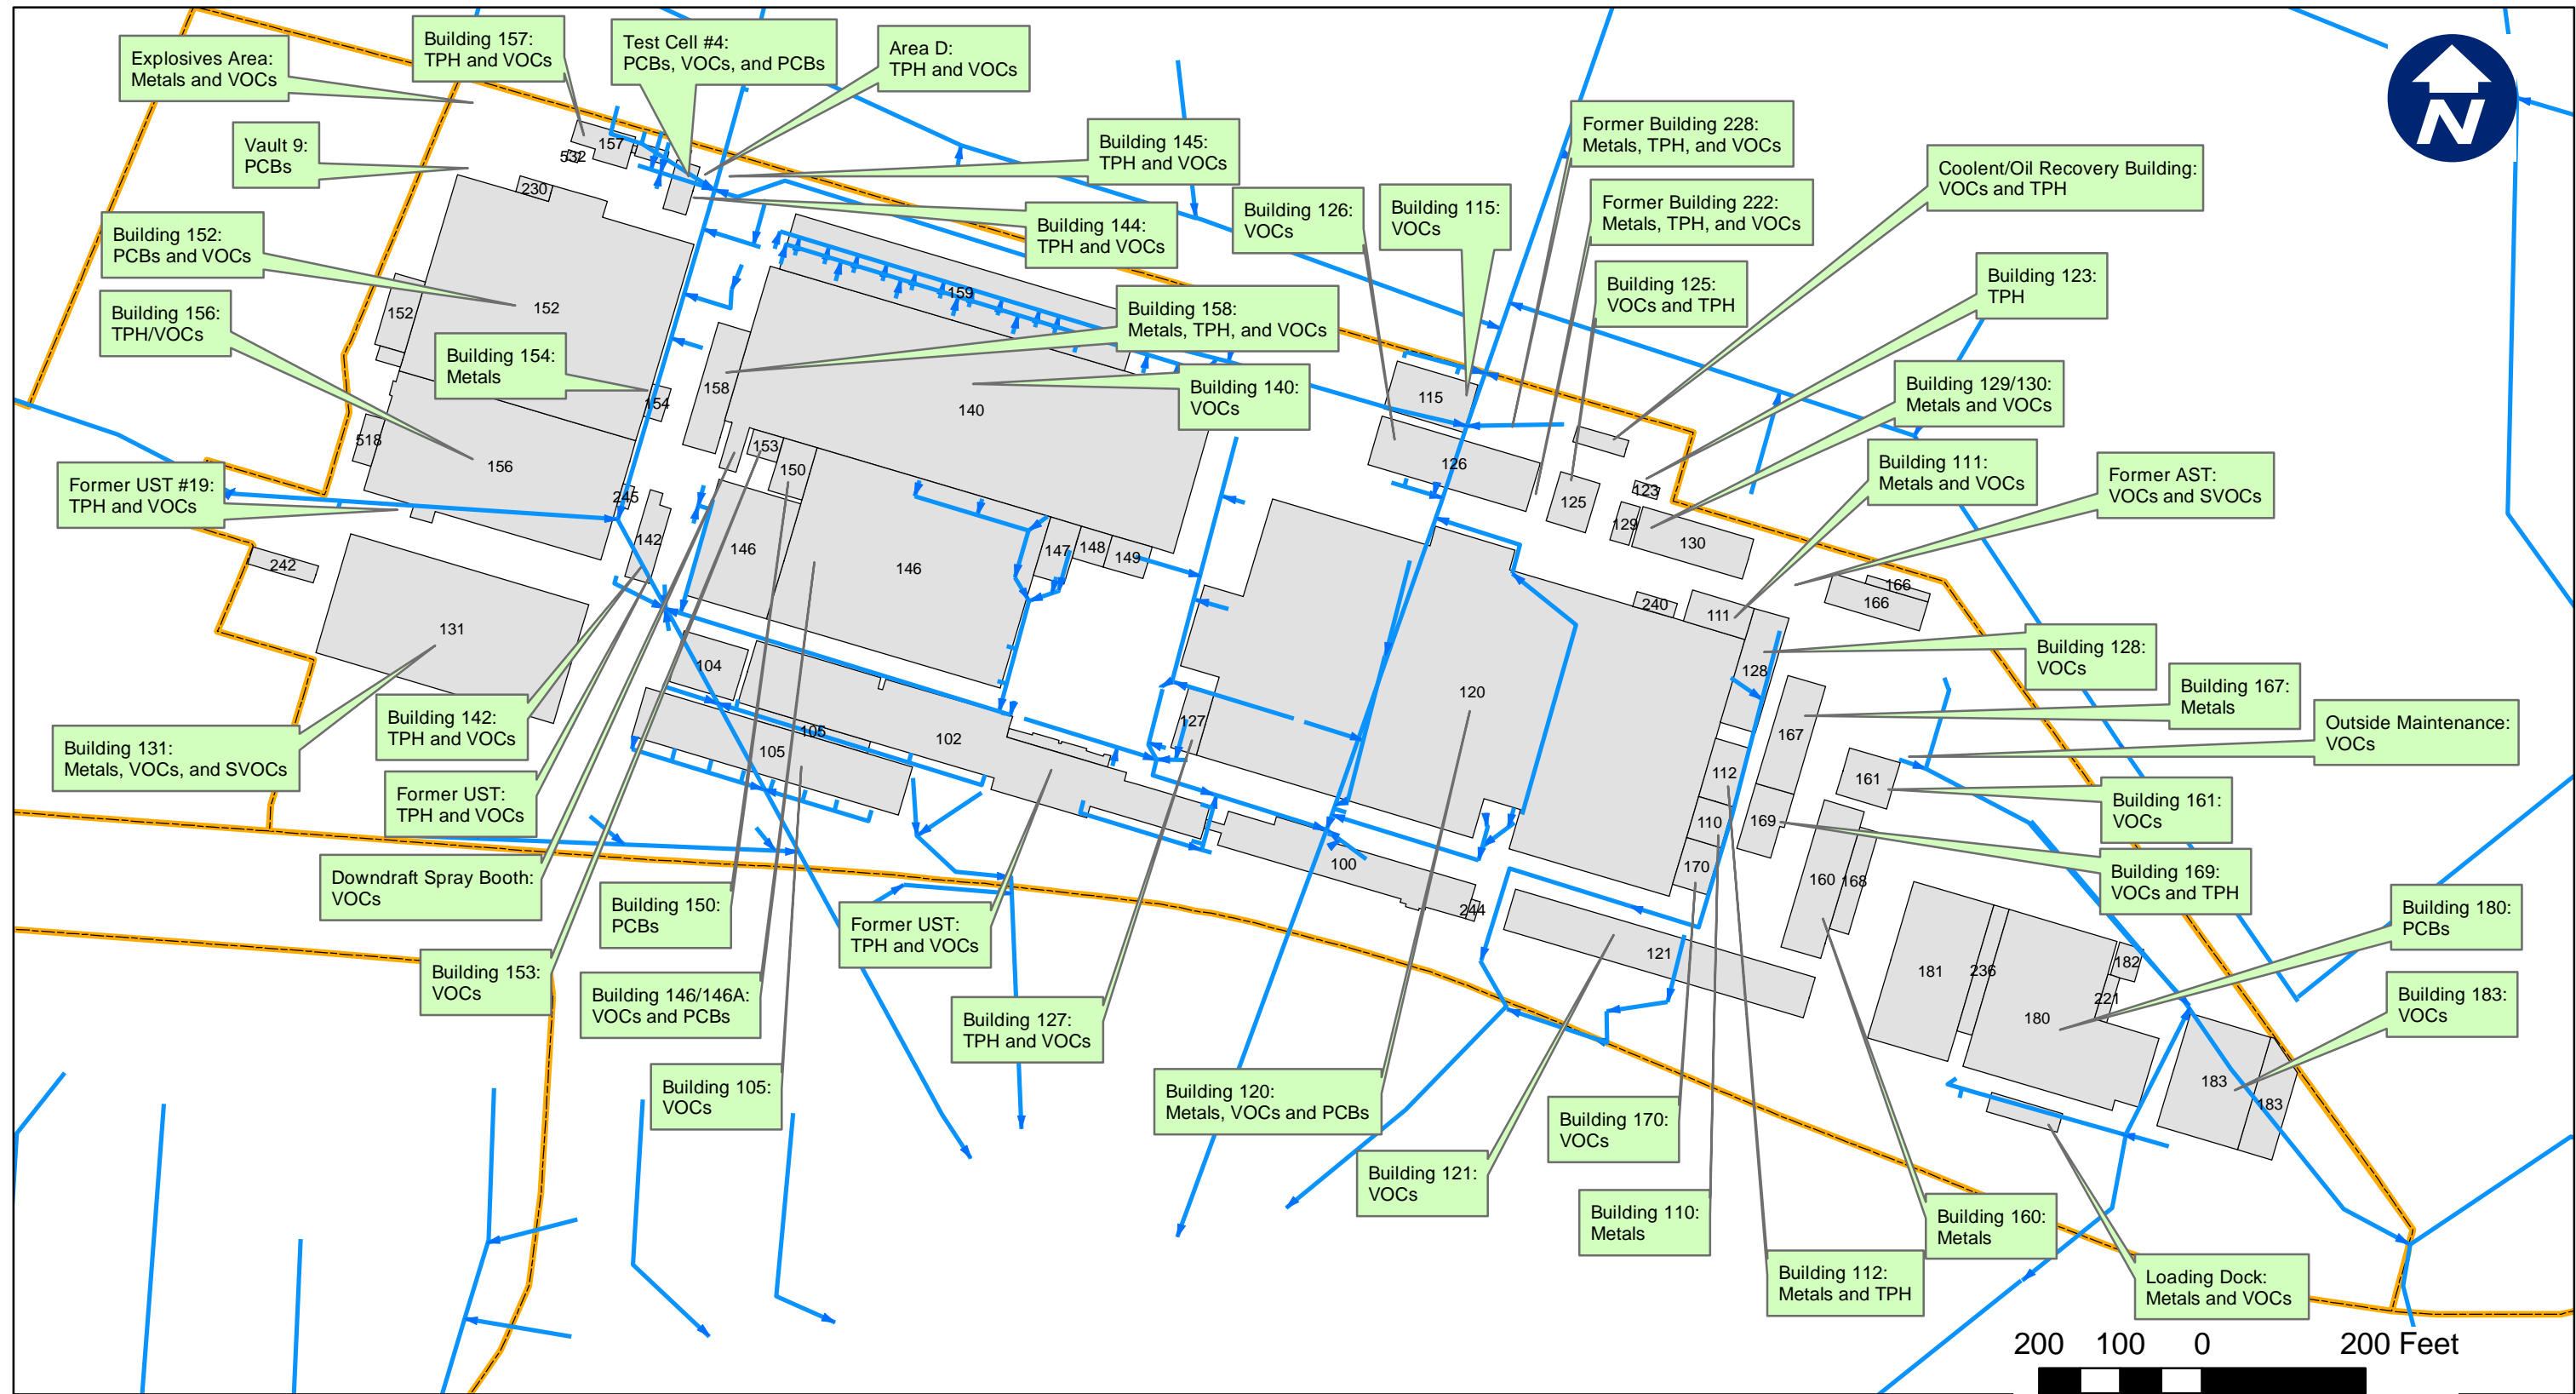 Explosives Area:
Metals and VOCs
Building 157:
TPH and VOCs
Test Cell #4:
PCBs, VOCs, and PCBs
Area D:
TPH and VOCs
N
Vault 9:
PCBs
Building 145:
TPH and VOCs
Former Building 228:
Metals, TPH, and VOCs
Coolent/Oil Recovery Building:
VOCs and TPH
Building 152:
PCBs and VOCs
Building 144:
TPH and VOCs
Building 126:
VOCs
Building 115:
VOCs
Former Building 222:
Metals, TPH, and VOCs
Building 156:
TPH/VOCs
Building 154:
Metals
Building 158:
Metals, TPH, and VOCs
Building 125:
VOCs and TPH
Building 123:
TPH
Building 140:
VOCs
Building 129/130:
Metals and VOCs
Former UST #19:
TPH and VOCs
Building 111:
Metals and VOCs
Former AST:
VOCs and SVOCs
Building 128:
VOCs
Building 167:
Metals
Outside Maintenance:
VOCs
Building 131:
Metals, VOCs, and SVOCs
Building 142:
TPH and VOCs
Former UST:
TPH and VOCs
Building 161:
VOCs
Downdraft Spray Booth:
VOCs
Building 150:
PCBs
Former UST:
TPH and VOCs
Building 169:
VOCs and TPH
Building 180:
PCBs
Building 153:
VOCs
Building 146/146A:
VOCs and PCBs
Building 127:
TPH and VOCs
Building 183:
VOCs
Building 105:
VOCs
Building 120:
Metals, VOCs and PCBs
Building 170:
VOCs
Building 121:
VOCs
Building 110:
Metals
Building 160:
Metals
Building 112:
Metals and TPH
Loading Dock:
Metals and VOCs
157
532
230
152
152
159
158
154
140
153
150
518
156
245
142
242
131
146
146
147
148
149
104
105
105
102
127
115
126
125
123
129
130
240
111
166
166
128
120
167
112
110
169
170
161
160
168
100
244
121
181
236
180
182
221
183
183
200 100 0 200 Feet